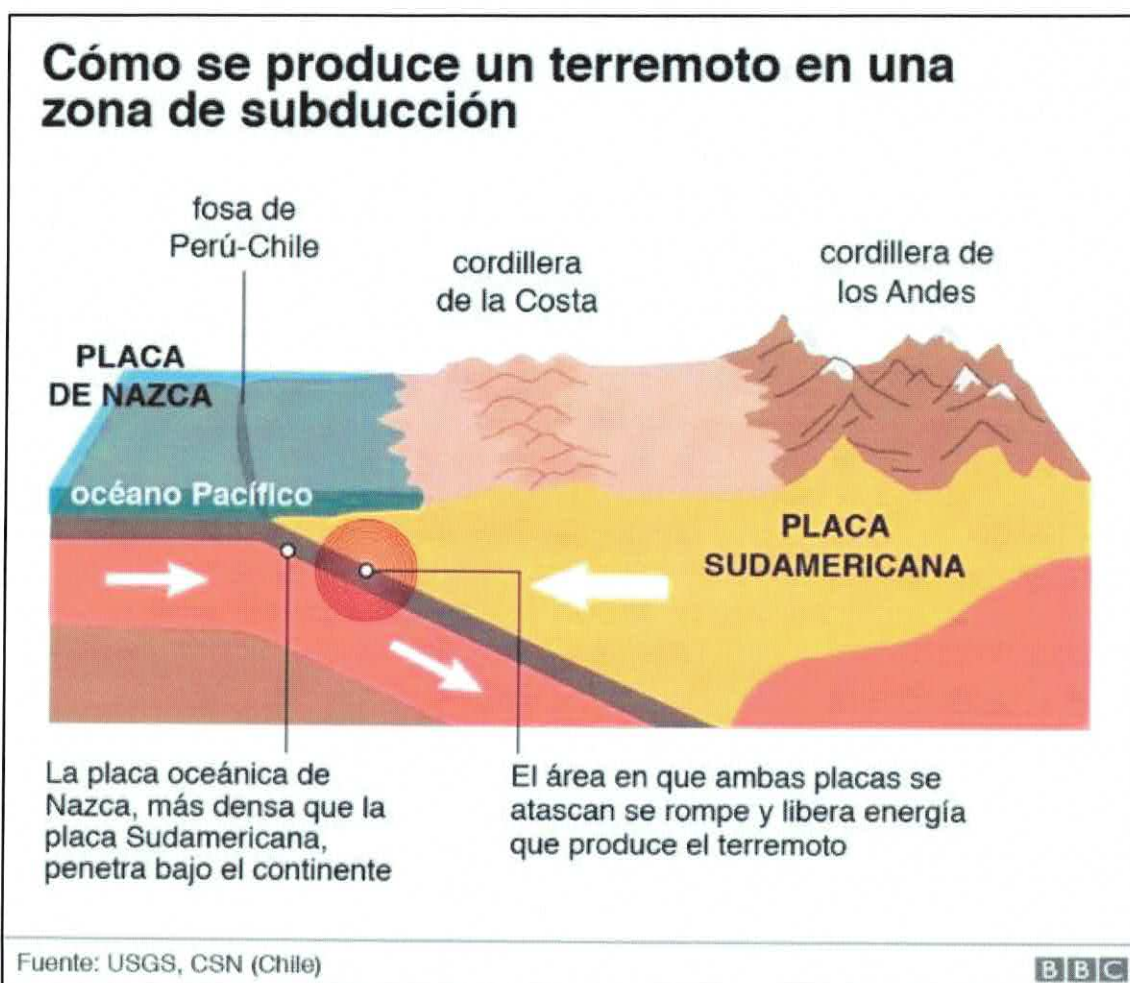 Cómo se produce un terremoto en una
zona de subducción
fosa de
Perú-Chile
cordillera
de la Costa
cordillera de
los Andes
PLACA
DE NAZCA
océano Pacífico
PLACA
SUDAMERICANA
La placa oceánica de
Nazca, más densa que la
placa Sudamericana,
penetra bajo el continente
El área en que ambas placas se
atascan se rompe y libera energía
que produce el terremoto
Fuente: USGS, CSN (Chile)
BBC